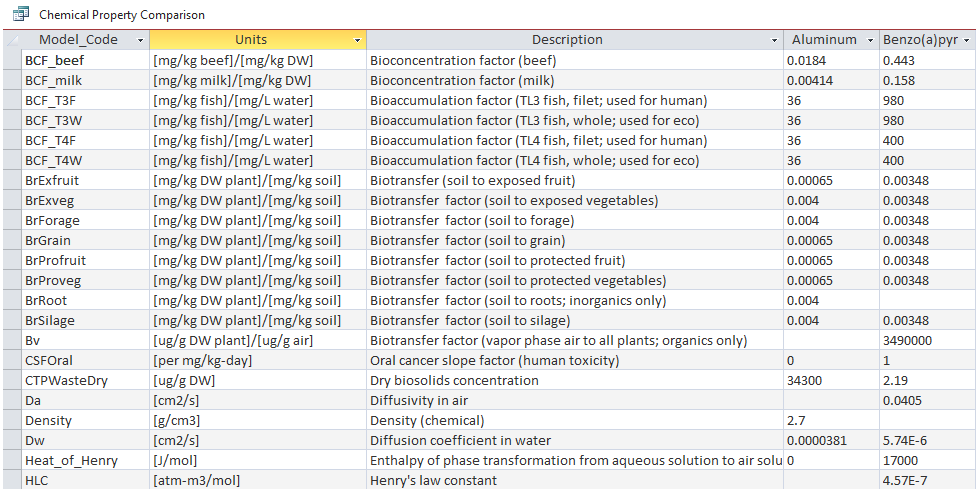 Chemical Property Comparison
Model_Code Units Description Aluminum Benzo(a)pyr
BCF_beef [mg/kg beef]/[mg/kg DW] Bioconcentration factor (beef) 0.0184 0.443
BCF_milk [mg/kg milk]/[mg/kg DW] Bioconcentration factor (milk) 0.00414 0.158
BCF_T3F [mg/kg fish]/[mg/L water] Bioaccumulation factor (TL3 fish, filet; used for human) 36 980
BCF_T3W [mg/kg fish]/[mg/L water] Bioaccumulation factor (TL3 fish, whole; used for eco) 36 980
BCF_T4F [mg/kg fish]/[mg/L water] Bioaccumulation factor (TL4 fish, filet; used for human) 36 400
BCF_T4W [mg/kg fish]/[mg/L water] Bioaccumulation factor (TL4 fish, whole; used for eco) 36 400
BrExfruit [mg/kg DW plant]/[mg/kg soil] Biotransfer (soil to exposed fruit) 0.00065 0.00348
BrExveg [mg/kg DW plant]/[mg/kg soil] Biotransfer factor (soil to exposed vegetables) 0.004 0.00348
BrForage [mg/kg DW plant]/[mg/kg soil] Biotransfer factor (soil to forage) 0.004 0.00348
BrGrain [mg/kg DW plant]/[mg/kg soil] Biotransfer factor (soil to grain) 0.00065 0.00348
BrProfruit [mg/kg DW plant]/[mg/kg soil] Biotransfer factor (soil to protected fruit) 0.00065 0.00348
BrProveg [mg/kg DW plant]/[mg/kg soil] Biotransfer factor (soil to protected vegetables) 0.00065 0.00348
BrRoot [mg/kg DW plant]/[mg/kg soil] Biotransfer factor (soil to roots; inorganics only) 0.004
BrSilage [mg/kg DW plant]/[mg/kg soil] Biotransfer factor (soil to silage) 0.004 0.00348
Bv [ug/g DW plant]/[ug/g air] Biotransfer factor (vapor phase air to all plants; organics only) 3490000
CSFOral [per mg/kg-day] Oral cancer slope factor (human toxicity) 0 1
CTPWasteDry [ug/g DW] Dry biosolids concentration 34300 2.19
Da [cm2/s] Diffusivity in air 0.0405
Density [g/cm3] Density (chemical) 2.7
Dw [cm2/s] Diffusion coefficient in water 0.0000381 5.74E-6
Heat_of_Henry [J/mol] Enthalpy of phase transformation from aqueous solution to air solu 0 17000
HLC [atm-m3/mol] Henry's law constant 4.57E-7